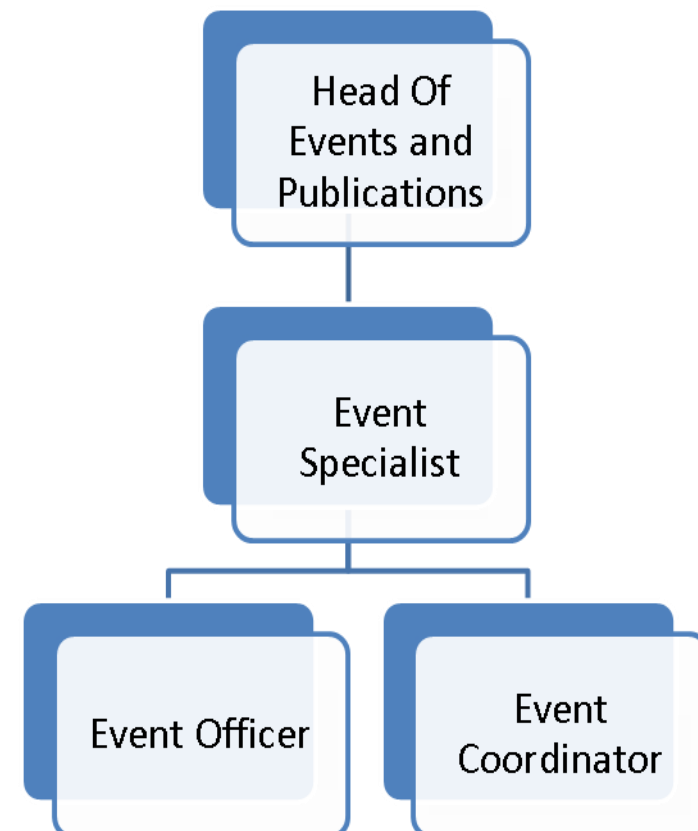 Head Of
Events and
Publications
Event
Specialist
Event Officer
Event
Coordinator